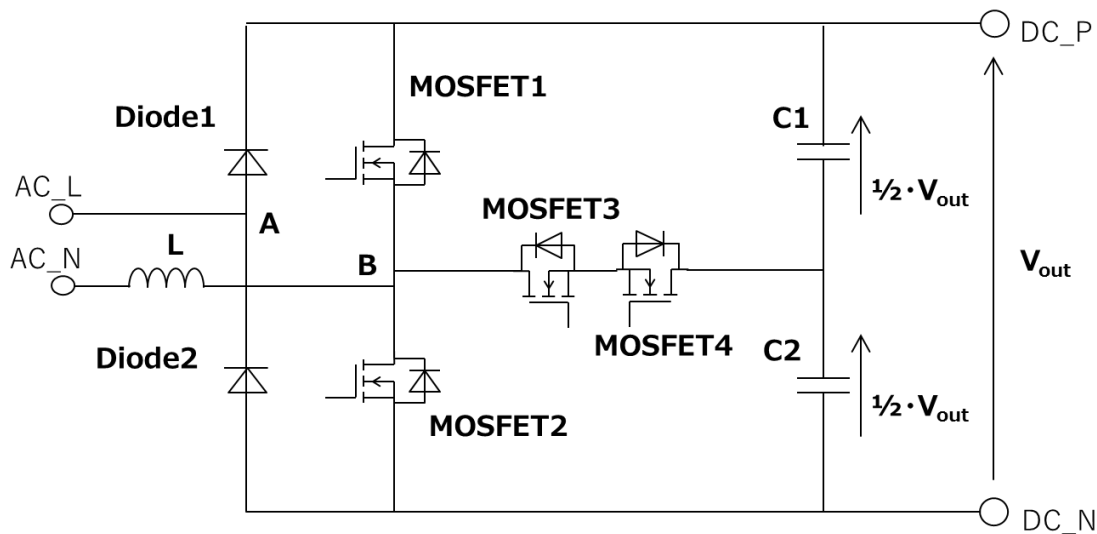 DC_P
MOSFET1
Diode1
C1
AC_L
½·Vout
MOSFET3
A
AC_N
L
B
Vout
MOSFET4
C2
Diode2
½·Vout
MOSFET2
DC_N